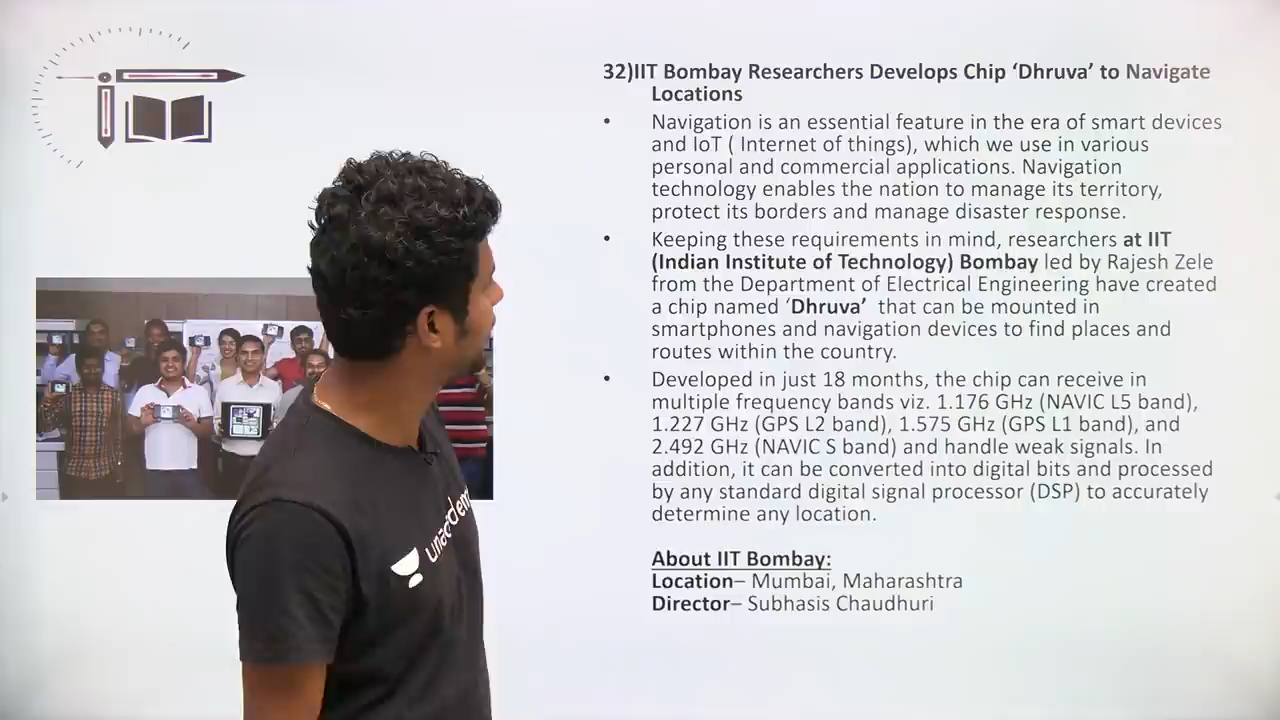 32)IIT Bombay Researchers Develops Chip ‘Dhruva’ to Navigate
Locations
• Navigation is an essential feature in the era of smart devices
and IoT ( Internet of things), which we use in various
personal and commercial applications. Navigation
technology enables the nation to manage its territory,
protect its borders and manage disaster response.
• Keeping these requirements in mind, researchers at IIT
(Indian Institute of Technology) Bombay led by Rajesh Zele
from the Department of Electrical Engineering have created
a chip named ‘Dhruva’ that can be mounted in
smartphones and navigation devices to find places and
routes within the country.
• Developed in just 18 months, the chip can receive in
multiple frequency bands viz. 1.176 GHz (NAVIC L5 band),
1.227 GHz (GPS L2 band), 1.575 GHz (GPS L1 band), and
2.492 GHz (NAVIC S band) and handle weak signals. In
addition, it can be converted into digital bits and processed
by any standard digital signal processor (DSP) to accurately
determine any location.
About IIT Bombay:
Location– Mumbai, Maharashtra
Director– Subhasis Chaudhuri
unacadem